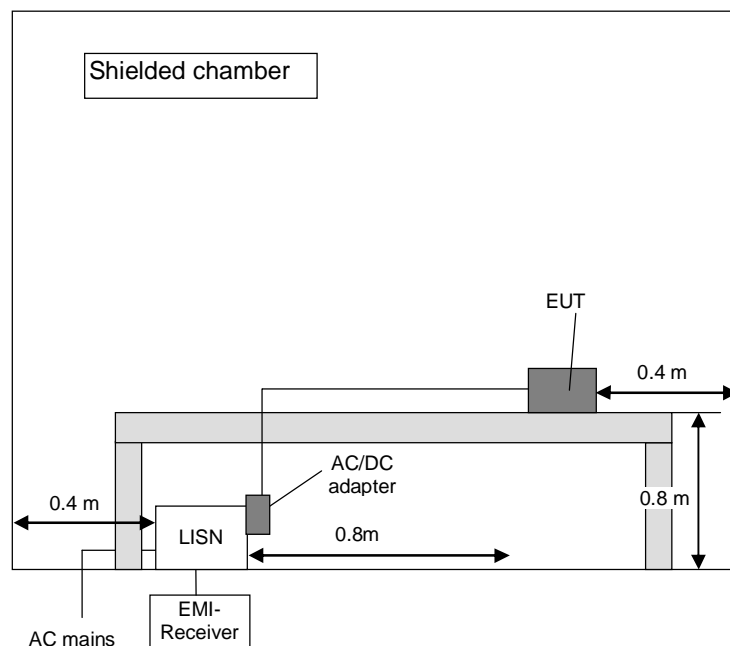 Shielded chamber
EUT
0.4 m
AC/DC
adapter
0.4 m
0.8 m
LISN
0.8m
EMI-
Receiver
AC mains